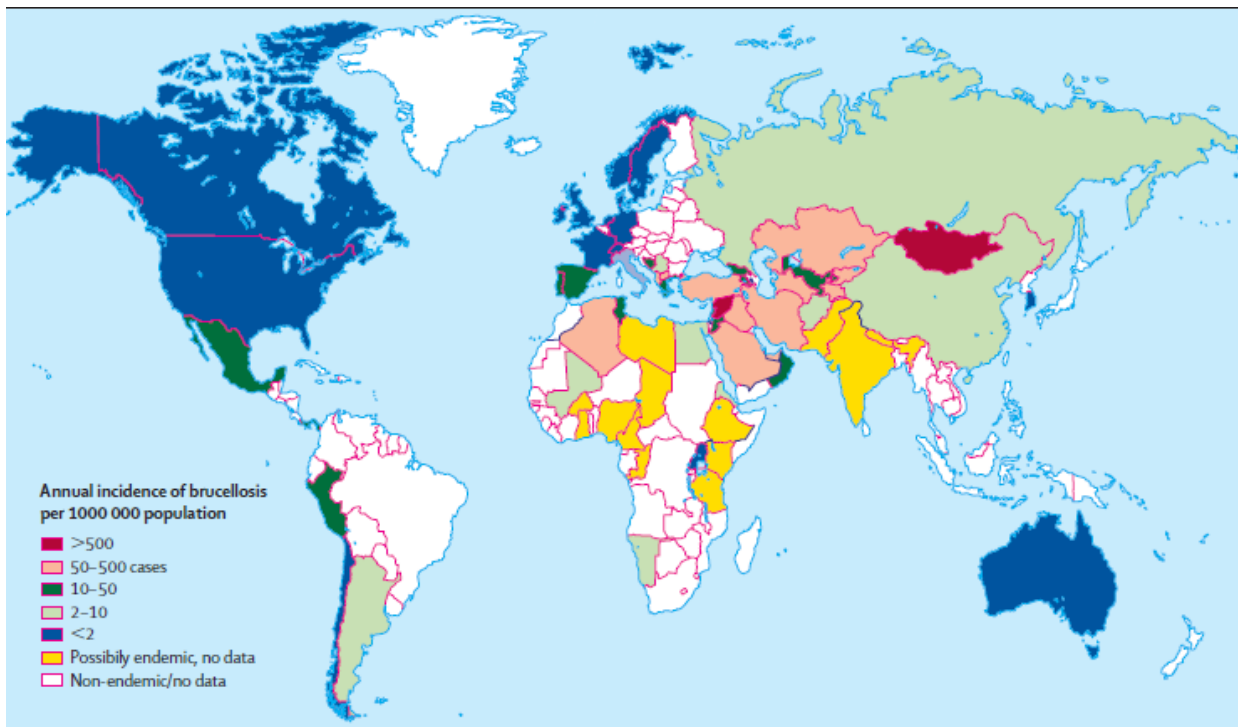 Annual incidence of brucellosis
per 1000 000 population
>500
50–500 cases
10–50
2–10
<2
Possibily endemic, no data
Non-endemic/no data